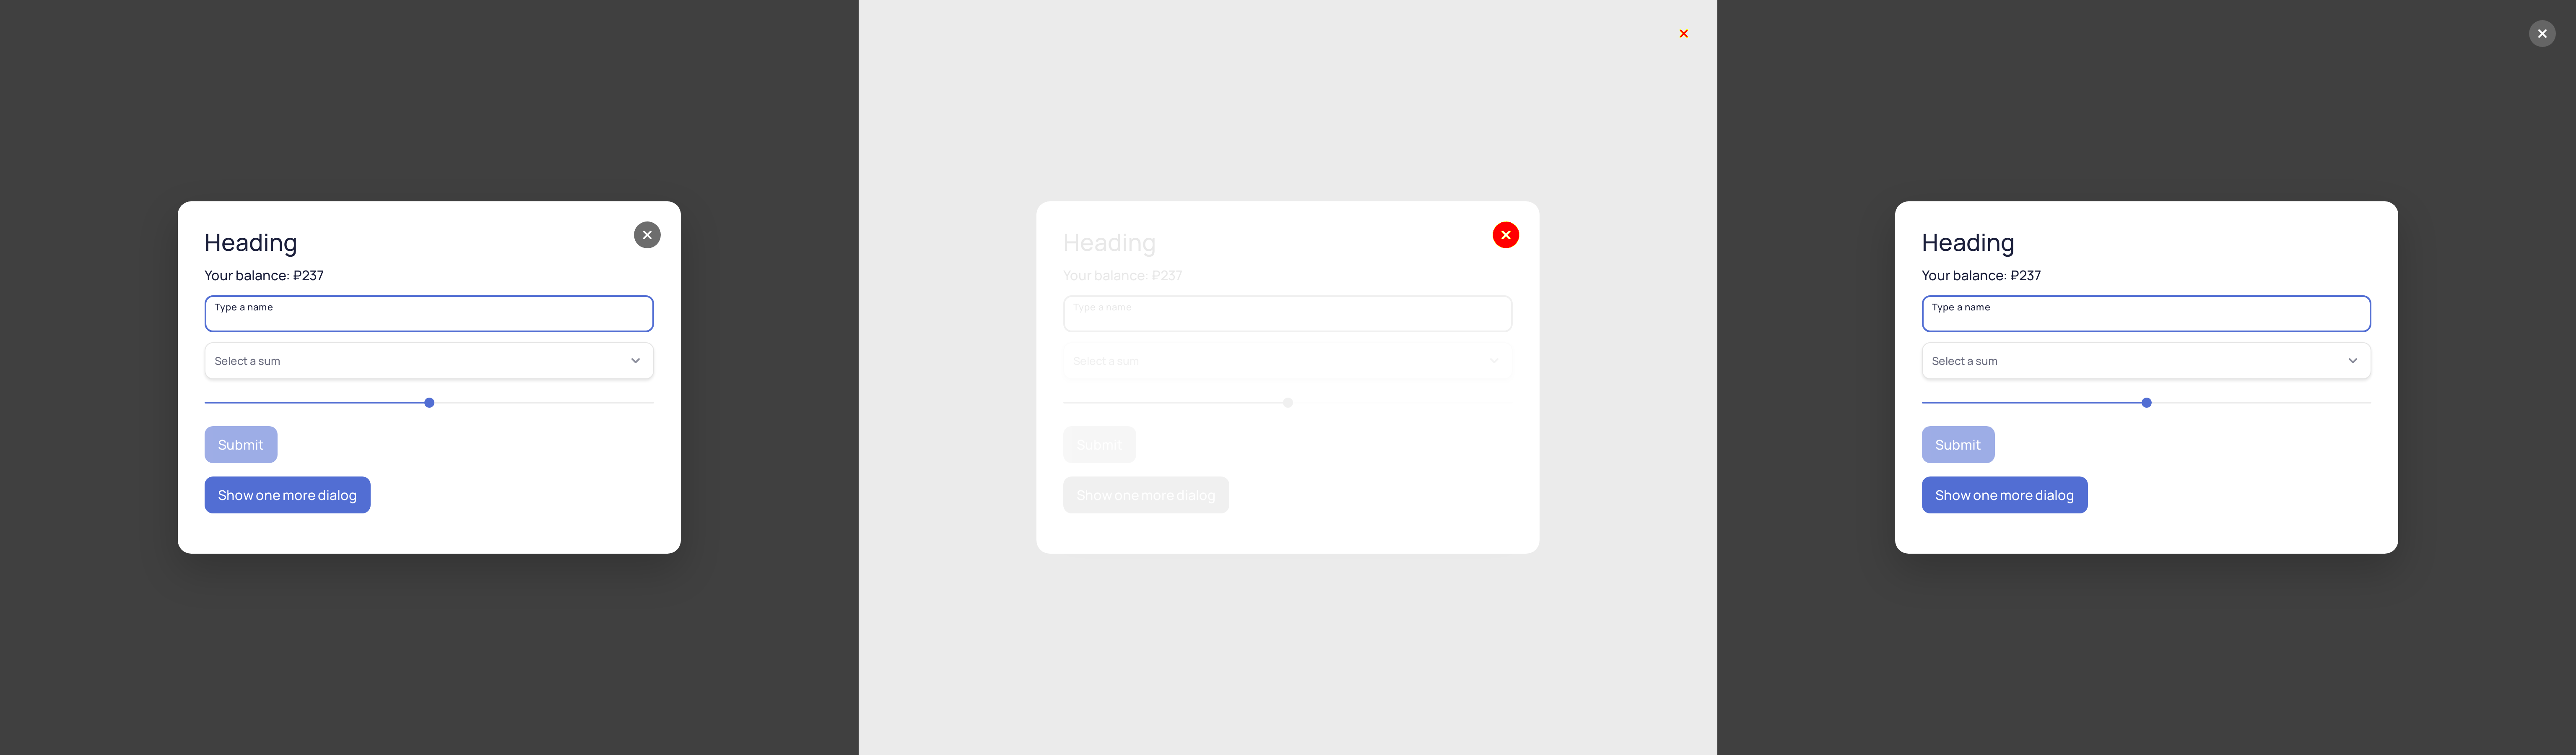 Heading
Your balance: ₽237
Type a name
Select a sum
Submit
Show one more dialog
Heading
Your balance: ₽237
Type a name
Select a sum
Submit
Show one more dialog
Heading
Your balance: ₽237
Type a name
Select a sum
Submit
Show one more dialog